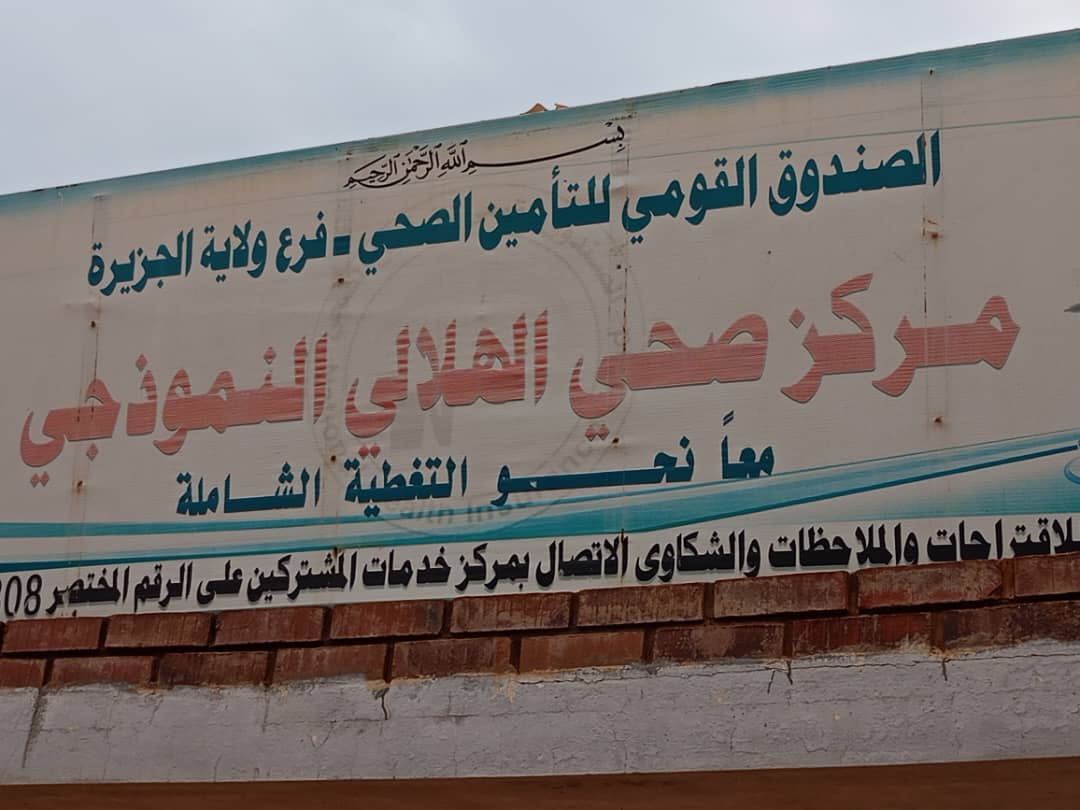 بسم الله الرحمن الرحيم
الصندوق القومي للتأمين الصحي - فرع ولاية الجزيرة
مركز صحي الهلالي النموذجي
معاً نحو التغطية الشاملة
للاقتراحات والملاحظات والشكاوى الاتصال بمركز خدمات المشتركين على الرقم المختصر